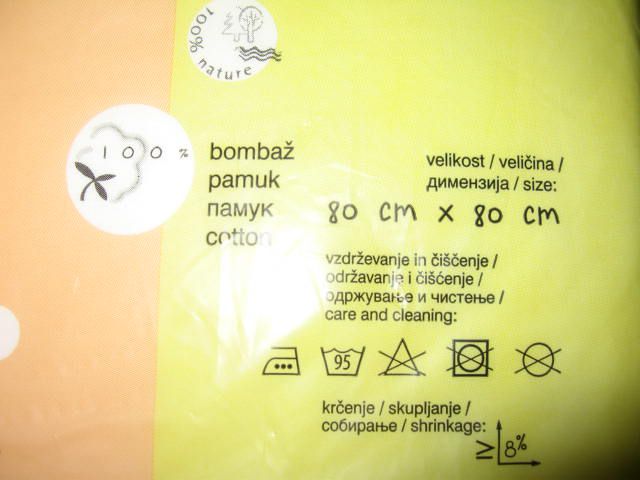 100% nature
100%
bombaž
pamuk
памук
cotton
velikost / veličina /
димензија / size:
80 cm x 80 cm
vzdrževanje in čiščenje /
održavanje i čišćenje /
одржување и чистење /
care and cleaning:
95
krčenje / skupljanje /
собирање / shrinkage:
≥ 8%